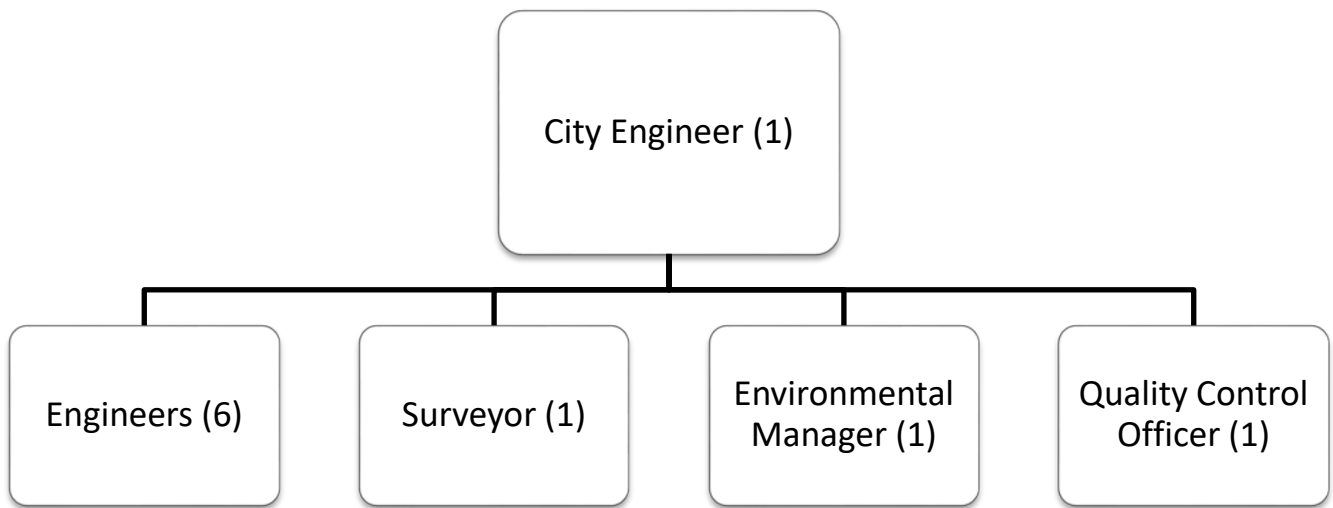 City Engineer (1)
Engineers (6)
Surveyor (1)
Environmental
Manager (1)
Quality Control
Officer (1)